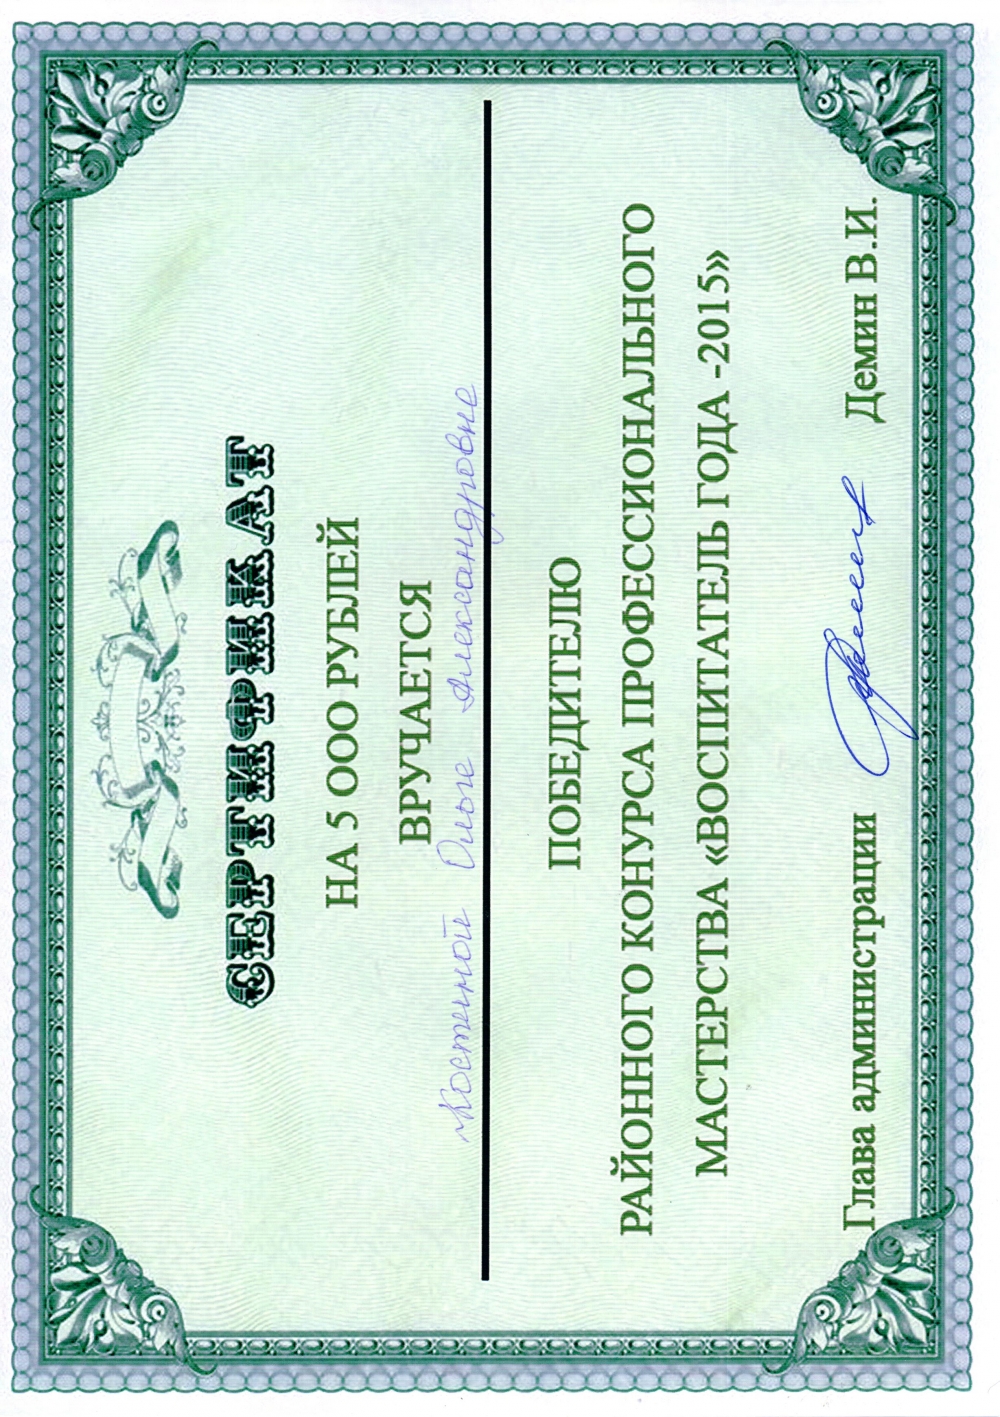 СЕРТИФИКАТ
НА 5 ООО РУБЛЕЙ
ВРУЧАЕТСЯ
Костиной Ольге Александровне
ПОБЕДИТЕЛЮ
РАЙОННОГО КОНУРСА ПРОФЕССИОНАЛЬНОГО
МАСТЕРСТВА «ВОСПИТАТЕЛЬ ГОДА -2015»
Глава администрации Демин В.И.